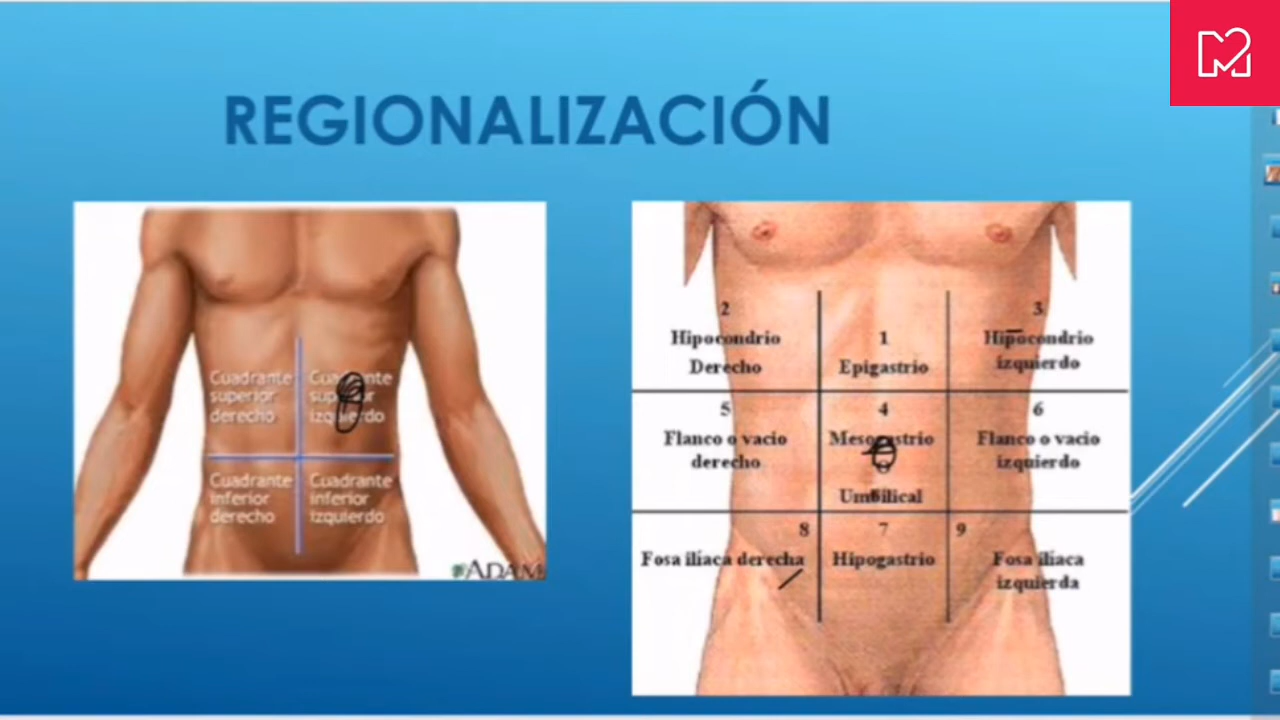 REGIONALIZACIÓN
Cuadrante
superior
derecho
Cuadrante
superior
izquierdo
Cuadrante
inferior
derecho
Cuadrante
inferior
izquierdo
ADAM
2
Hipocondrio
Derecho
1
Epigastrio
3
Hipocondrio
izquierdo
5
Flanco o vacio
derecho
4
Mesogastrio
O
Umbilical
6
Flanco o vacio
izquierdo
8
Fosa ilíaca derecha
7
Hipogastrio
9
Fosa ilíaca
izquierda